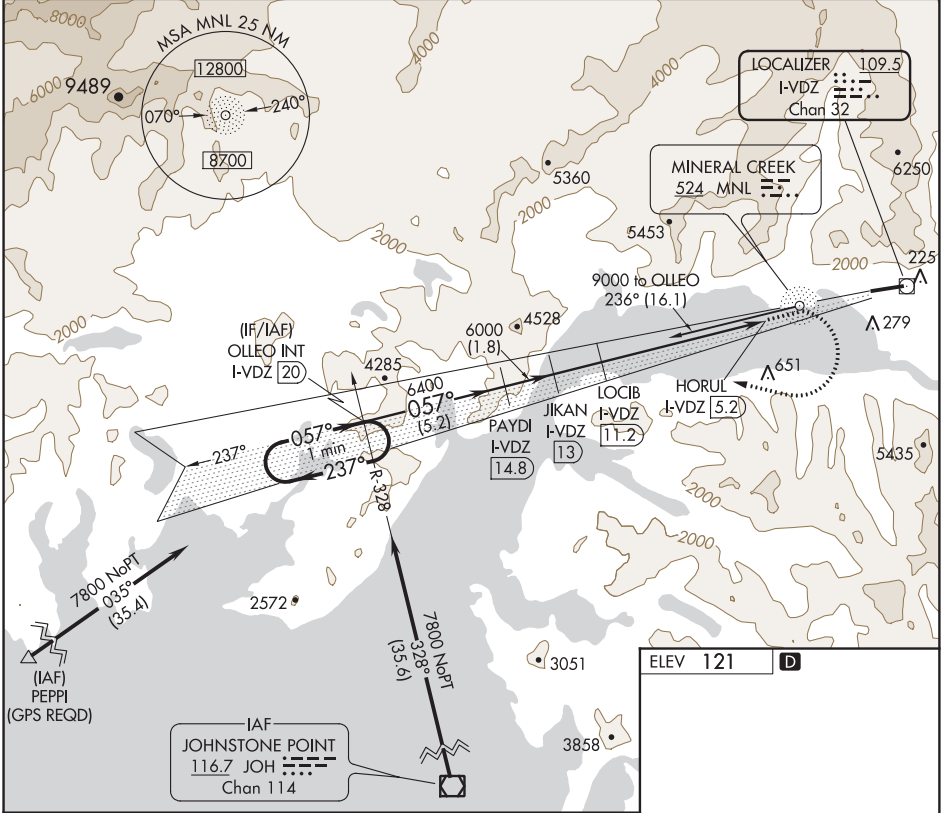 MSA MNL 25 NM
12800
070°
240°
8700
8000
6000
9489
4000
4000
LOCALIZER 109.5
I-VDZ
Chan 32
MINERAL CREEK
524 MNL
5360
6250
2000
5453
2000
2000
2000
225
9000 to OLLEO
236° (16.1)
279
(IF/IAF)
OLLEO INT
I-VDZ 20
4285
4528
6000
(1.8)
6400
057°
(5.2)
651
HORUL
I-VDZ 5.2
LOCIB
I-VDZ
11.2
JIKAN
I-VDZ
13
PAYDI
I-VDZ
14.8
057°
1 min
237°
237°
R-328
5435
2000
2000
7800 NoPT
035°
(35.4)
2572
7800 NoPT
328°
(35.6)
(IAF)
PEPPI
(GPS REQD)
3051
3858
IAF
JOHNSTONE POINT
116.7 JOH
Chan 114
ELEV 121 D